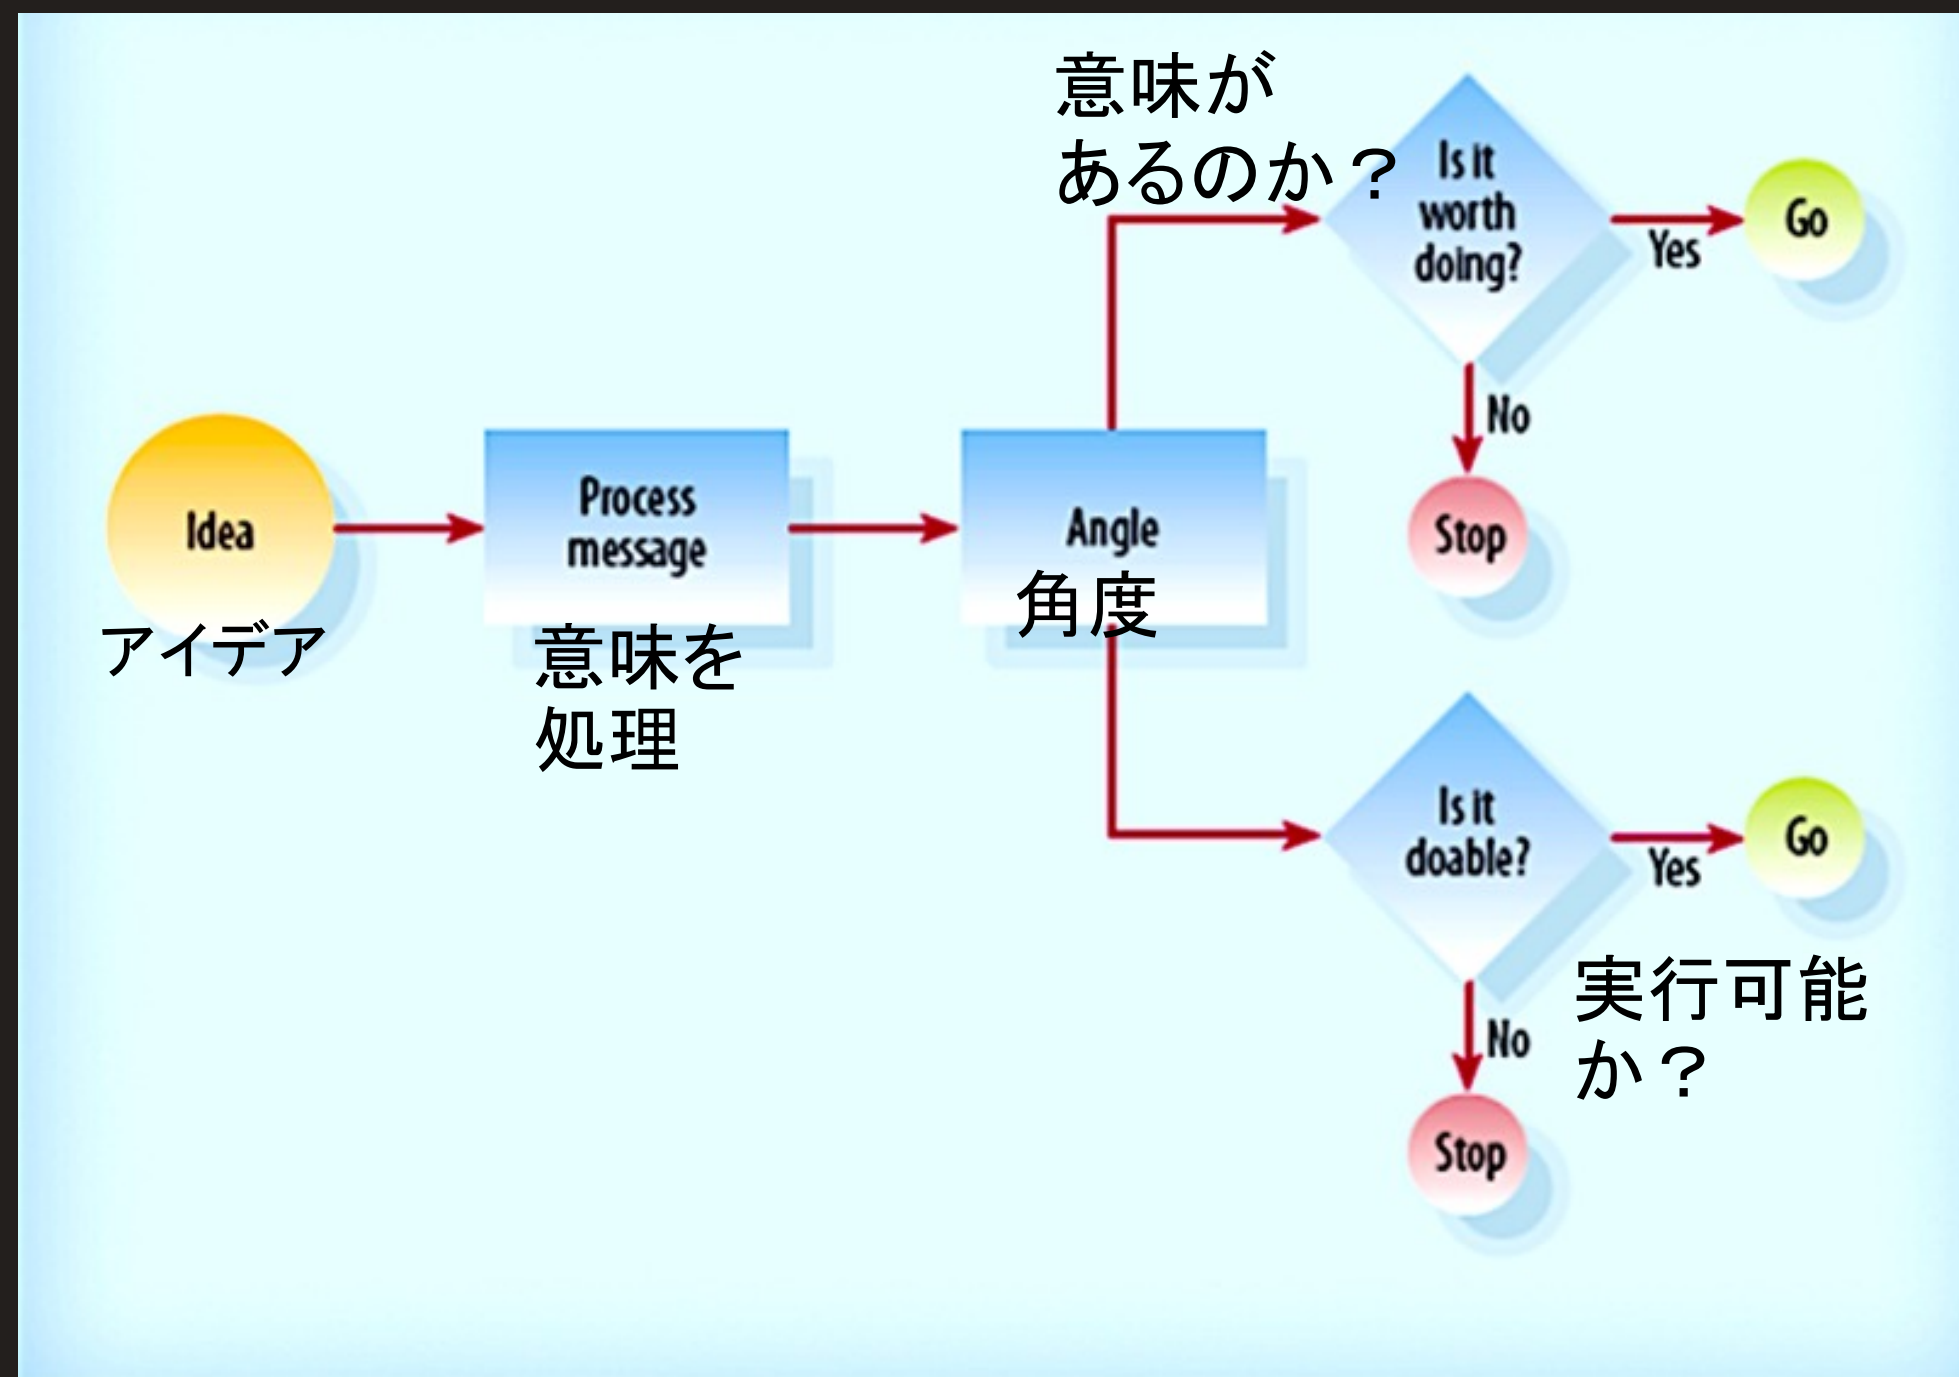 Idea
アイデア
Process
message
意味を
処理
Angle
角度
意味が
あるのか？
Is it
worth
doing?
Yes
Go
No
Stop
Is it
doable?
Yes
Go
実行可能
か？
No
Stop